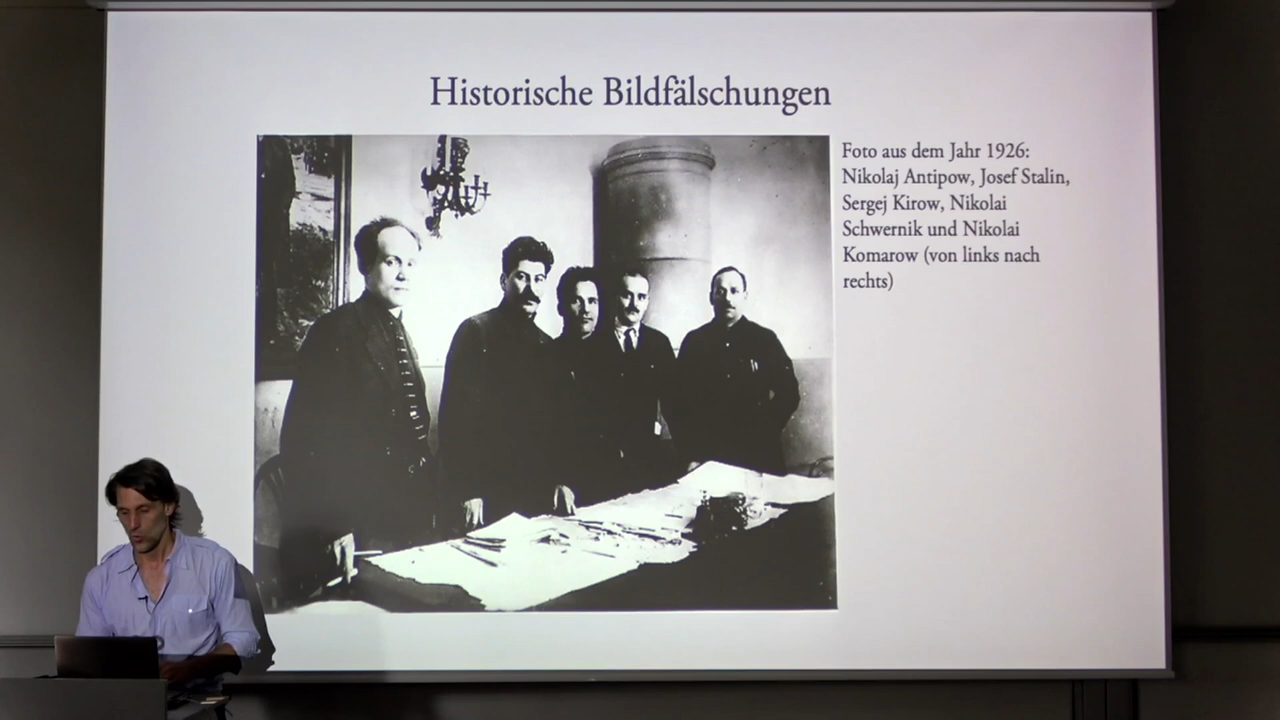 Historische Bildfälschungen
Foto aus dem Jahr 1926:
Nikolaj Antipow, Josef Stalin,
Sergej Kirow, Nikolai
Schwernik und Nikolai
Komarow (von links nach
rechts)